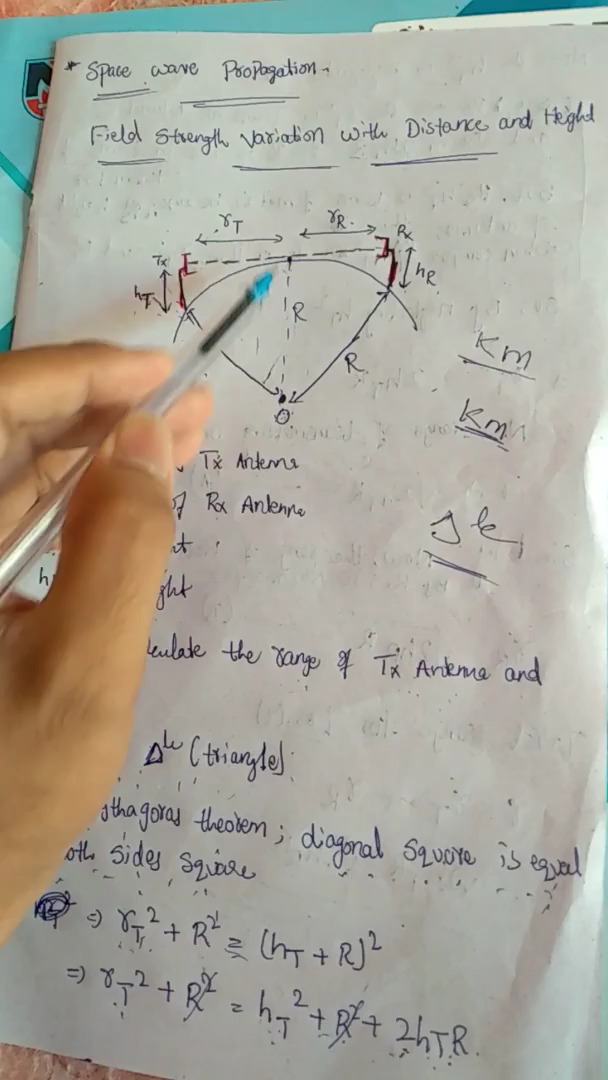 * Space wave Propagation.
Field Strength Variation with Distance and Height
rT rR
Tx Rx
hT hR
R
R
O
Km
Km
Tx Antenna
of Rx Antenna
h
ght
culate the range of Tx Antenna and
Δle (triangle)
thagoras theorem; diagonal square is equal
oth sides square
⇒ rT² + R² = (hT + R)²
⇒ rT² + R² = hT² + R² + 2hTR.